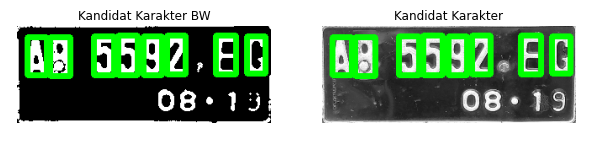 Kandidat Karakter BW
Kandidat Karakter
AB 5592 EG
08·19
AB 5592 EG
08·19